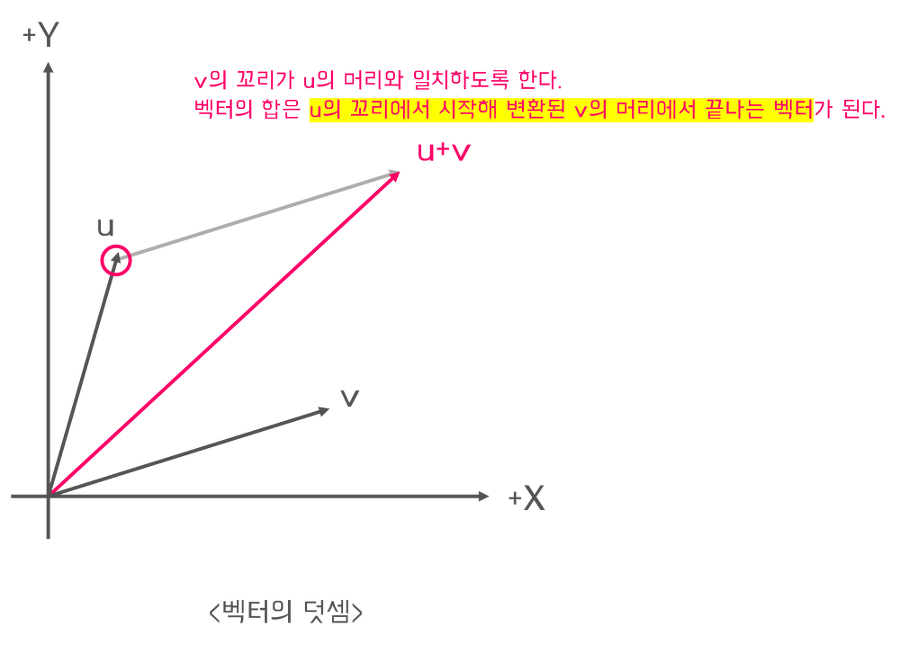 +Y
v의 꼬리가 u의 머리와 일치하도록 한다.
벡터의 합은 u의 꼬리에서 시작해 변환된 v의 머리에서 끝나는 벡터가 된다.
u+v
u
v
+X
<벡터의 덧셈>